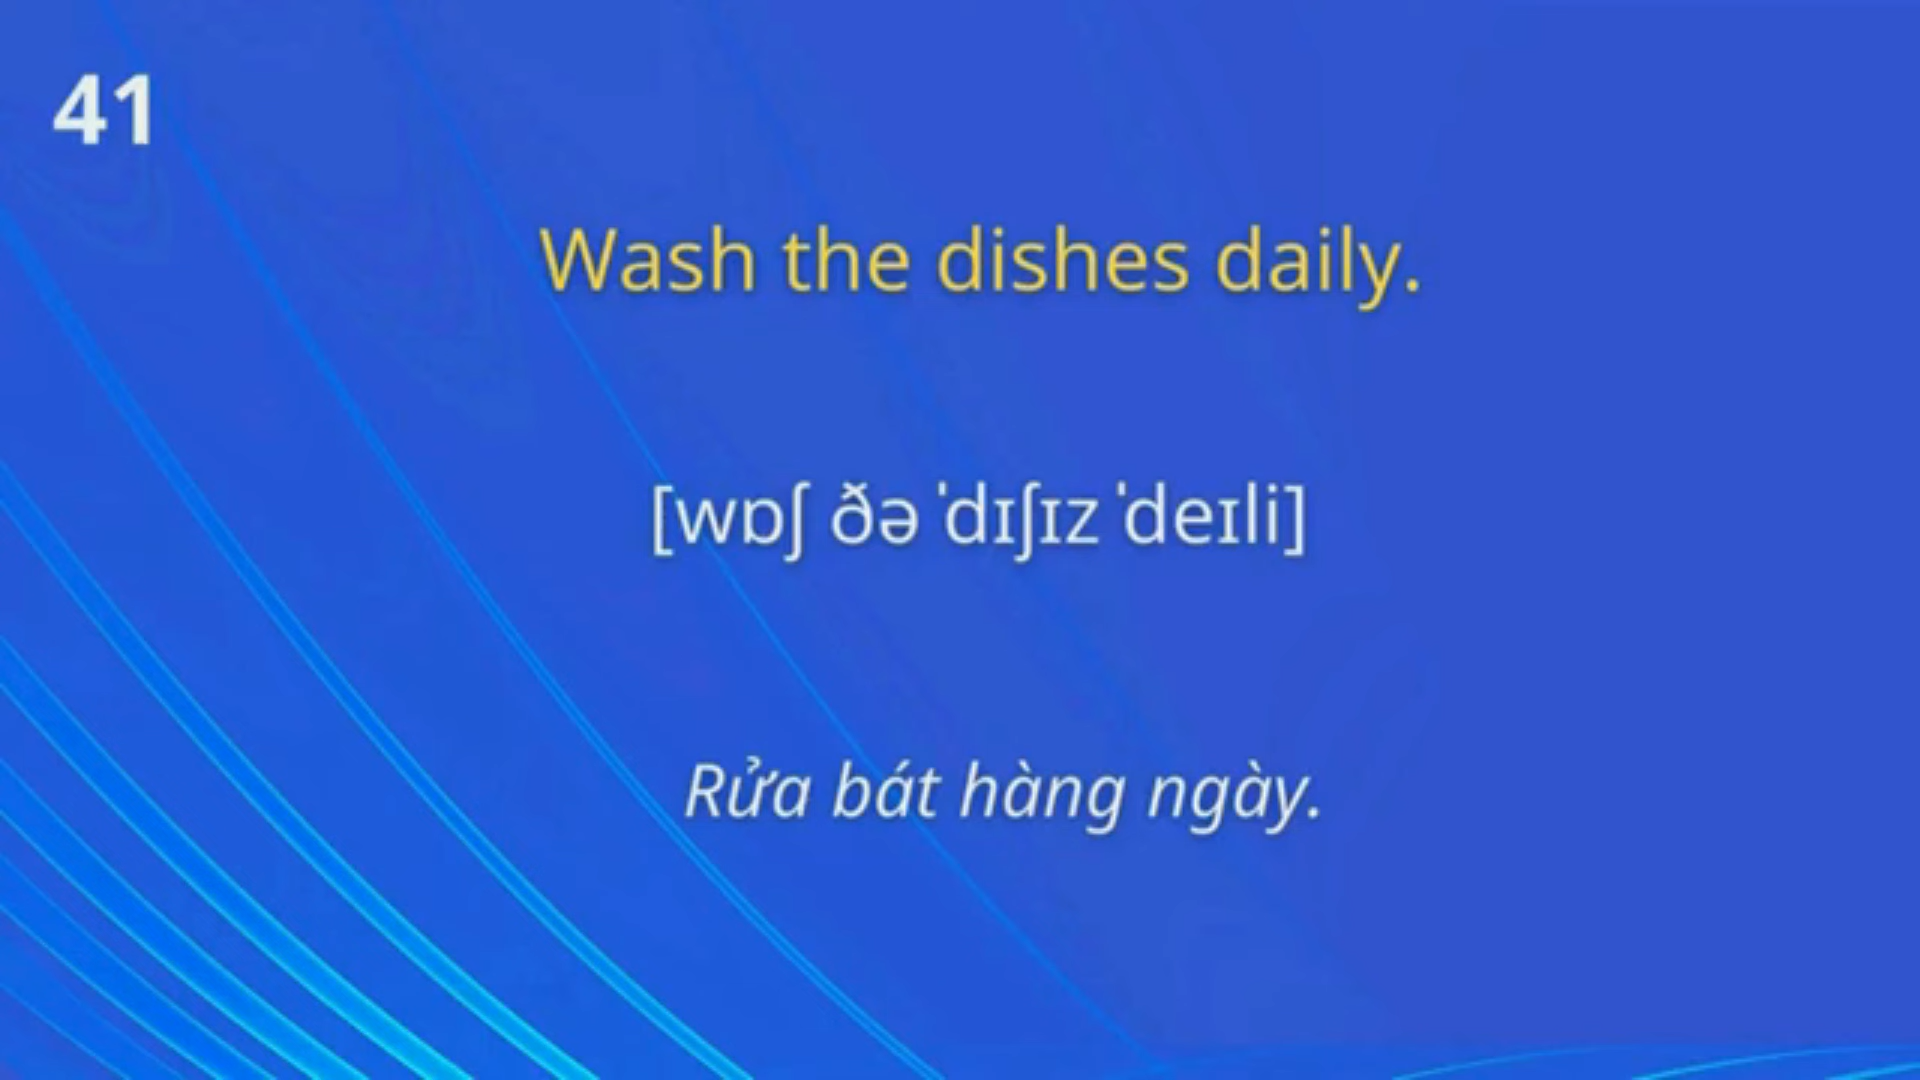 41
Wash the dishes daily.
[wɒʃ ðə ˈdɪʃɪz ˈdeɪli]
Rửa bát hàng ngày.